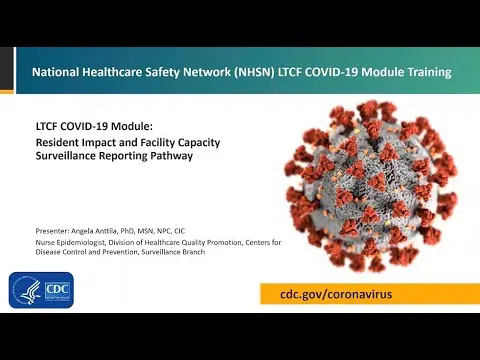 National Healthcare Safety Network (NHSN) LTCF COVID-19 Module Training
LTCF COVID-19 Module:
Resident Impact and Facility Capacity
Surveillance Reporting Pathway
Presenter: Angela Anttila, PhD, MSN, NPC, CIC
Nurse Epidemiologist, Division of Healthcare Quality Promotion, Centers for
Disease Control and Prevention, Surveillance Branch
CDC
cdc.gov/coronavirus